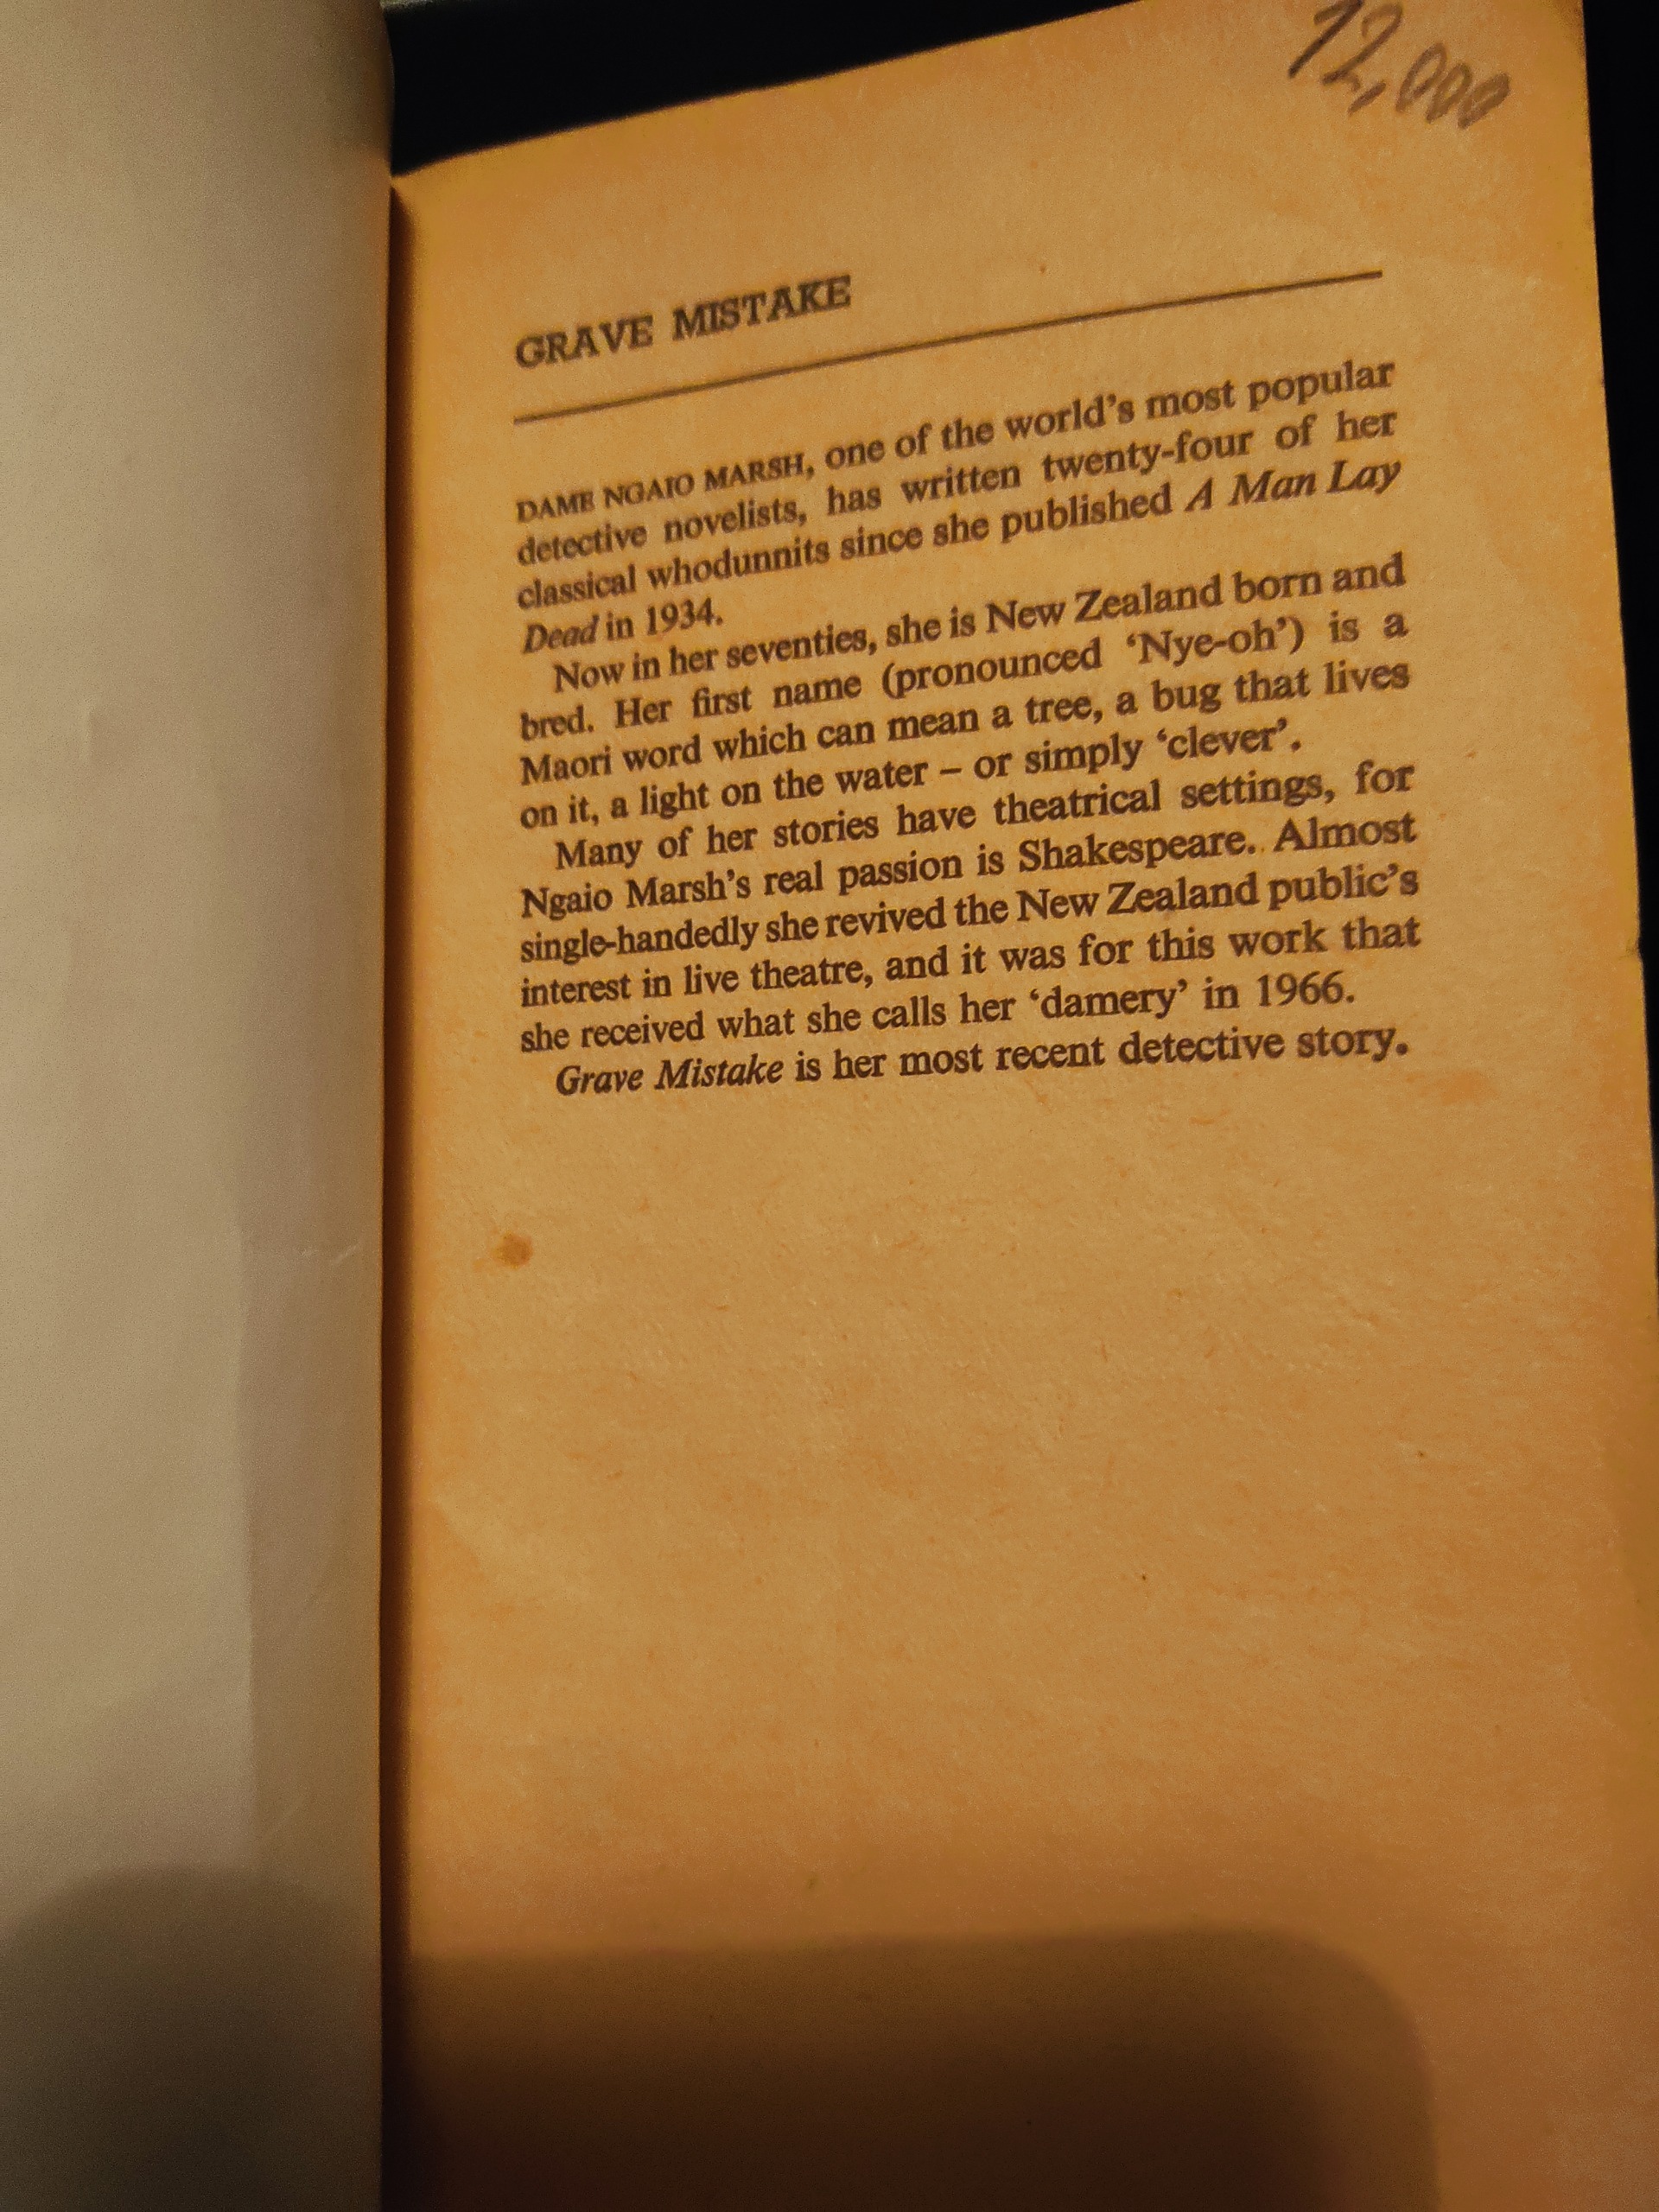 12,000
GRAVE MISTAKE
DAME NGAIO MARSH, one of the world's most popular
detective novelists, has written twenty-four of her
classical whodunnits since she published A Man Lay
Dead in 1934.
Now in her seventies, she is New Zealand born and
bred. Her first name (pronounced ‘Nye-oh’) is a
Maori word which can mean a tree, a bug that lives
on it, a light on the water – or simply ‘clever’.
Many of her stories have theatrical settings, for
Ngaio Marsh's real passion is Shakespeare. Almost
single-handedly she revived the New Zealand public's
interest in live theatre, and it was for this work that
she received what she calls her ‘damery’ in 1966.
Grave Mistake is her most recent detective story.